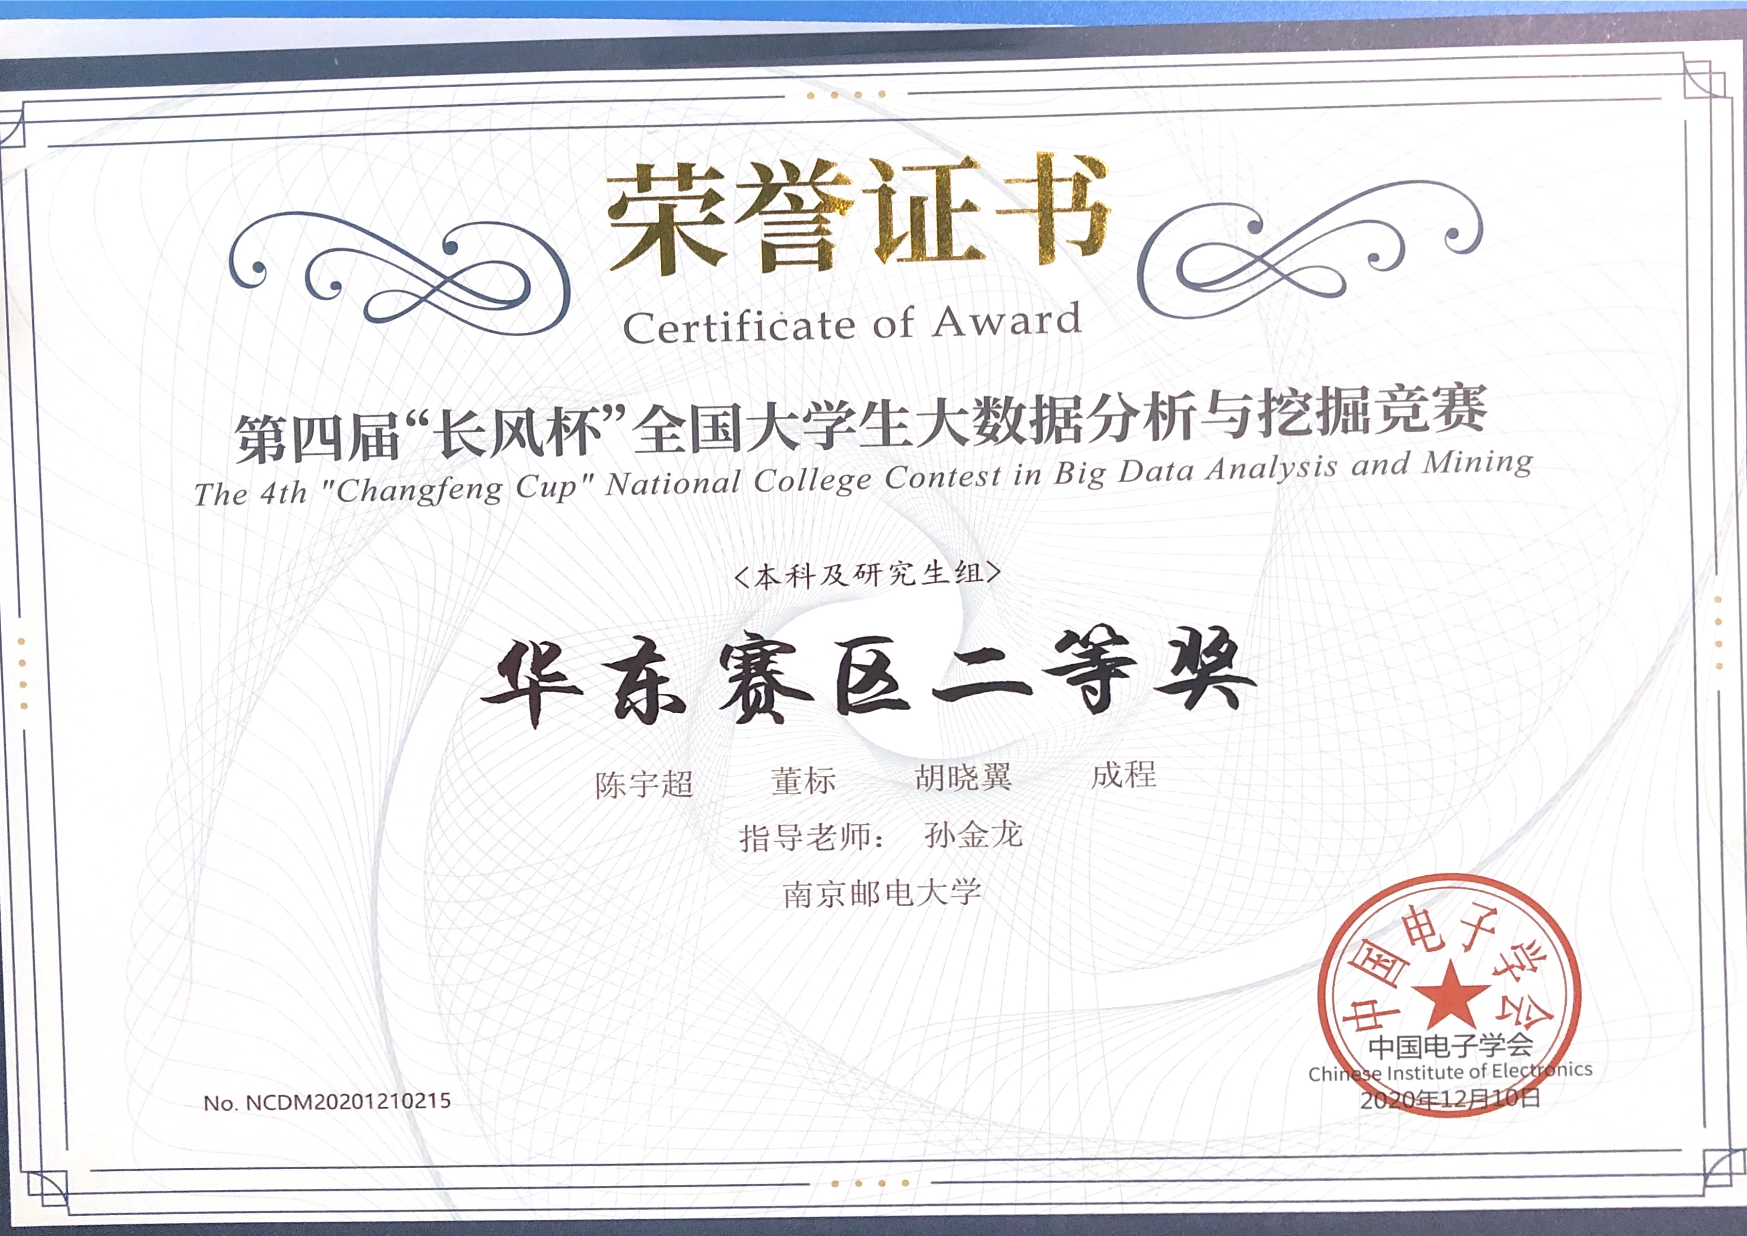 荣誉证书
Certificate of Award
第四届“长风杯”全国大学生大数据分析与挖掘竞赛
The 4th "Changfeng Cup" National College Contest in Big Data Analysis and Mining
<本科及研究生组>
华东赛区二等奖
陈宇超 董标 胡晓翼 成程
指导老师： 孙金龙
南京邮电大学
中国电子学会
中国电子学会
Chinese Institute of Electronics
2020年12月10日
No. NCDM20201210215